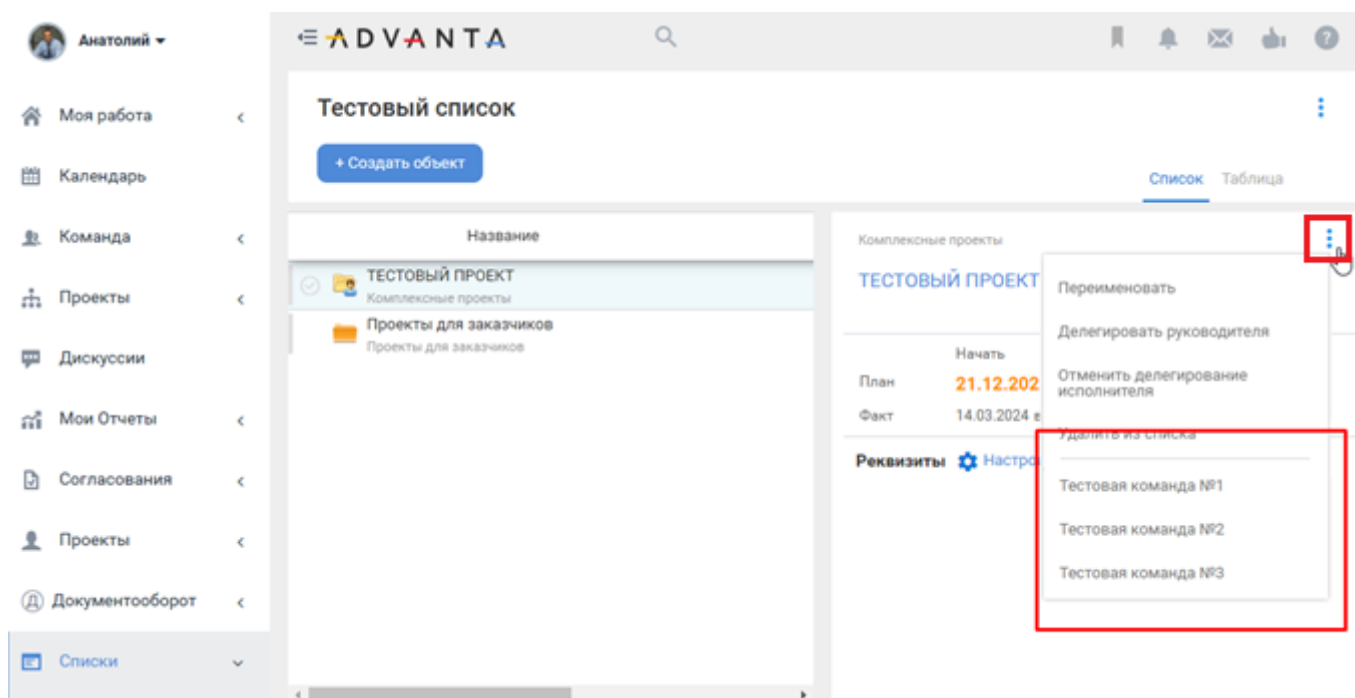 Анатолий
ADVANTA
Моя работа
Календарь
Команда
Проекты
Дискуссии
Мои Отчеты
Согласования
Проекты
Документооборот
Списки
Тестовый список
+ Создать объект
Список Таблица
Название
ТЕСТОВЫЙ ПРОЕКТ
Комплексные проекты
Проекты для заказчиков
Проекты для заказчиков
Комплексные проекты
ТЕСТОВЫЙ ПРОЕКТ
Начать
План 21.12.202
Факт 14.03.2024 в
Реквизиты Настро
Переименовать
Делегировать руководителя
Отменить делегирование
исполнителя
Удалить из списка
Тестовая команда №1
Тестовая команда №2
Тестовая команда №3